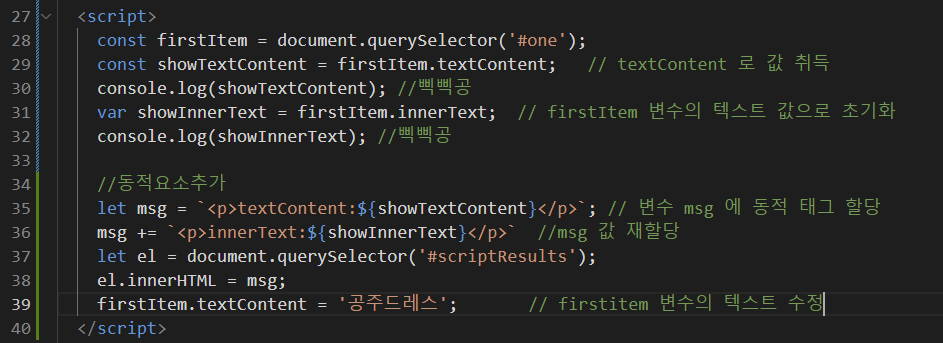 27 <script>
28 const firstItem = document.querySelector('#one');
29 const showTextContent = firstItem.textContent; // textContent 로 값 취득
30 console.log(showTextContent); //삑삑공
31 var showInnerText = firstItem.innerText; // firstItem 변수의 텍스트 값으로 초기화
32 console.log(showInnerText); //삑삑공
33
34 //동적요소추가
35 let msg = `<p>textContent:${showTextContent}</p>`; // 변수 msg 에 동적 태그 할당
36 msg += `<p>innerText:${showInnerText}</p>` //msg 값 재할당
37 let el = document.querySelector('#scriptResults');
38 el.innerHTML = msg;
39 firstItem.textContent = '공주드레스'; // firstitem 변수의 텍스트 수정
40 </script>